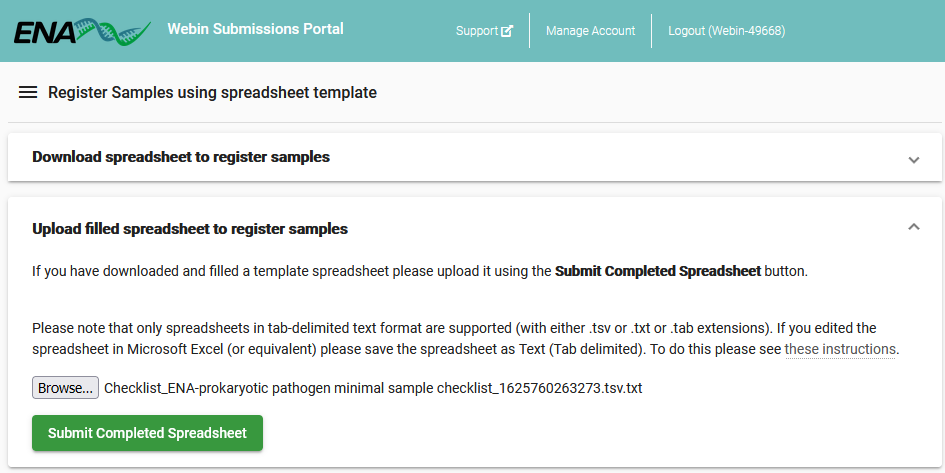 ENA Webin Submissions Portal Support Manage Account Logout (Webin-49668)
Register Samples using spreadsheet template
Download spreadsheet to register samples
Upload filled spreadsheet to register samples
If you have downloaded and filled a template spreadsheet please upload it using the Submit Completed Spreadsheet button.
Please note that only spreadsheets in tab-delimited text format are supported (with either .tsv or .txt or .tab extensions). If you edited the
spreadsheet in Microsoft Excel (or equivalent) please save the spreadsheet as Text (Tab delimited). To do this please see these instructions.
Browse... Checklist_ENA-prokaryotic pathogen minimal sample checklist_1625760263273.tsv.txt
Submit Completed Spreadsheet